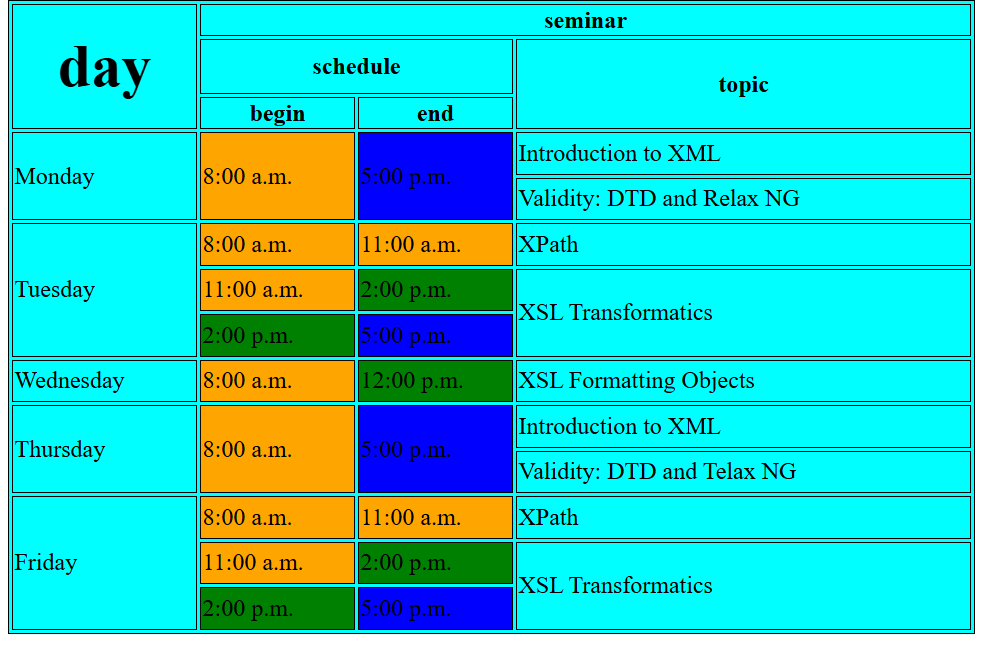 day
seminar
schedule
topic
begin
end
Monday
8:00 a.m.
5:00 p.m.
Introduction to XML
Validity: DTD and Relax NG
Tuesday
8:00 a.m.
11:00 a.m.
XPath
11:00 a.m.
2:00 p.m.
XSL Transformatics
2:00 p.m.
5:00 p.m.
Wednesday
8:00 a.m.
12:00 p.m.
XSL Formatting Objects
Thursday
8:00 a.m.
5:00 p.m.
Introduction to XML
Validity: DTD and Telax NG
Friday
8:00 a.m.
11:00 a.m.
XPath
11:00 a.m.
2:00 p.m.
XSL Transformatics
2:00 p.m.
5:00 p.m.